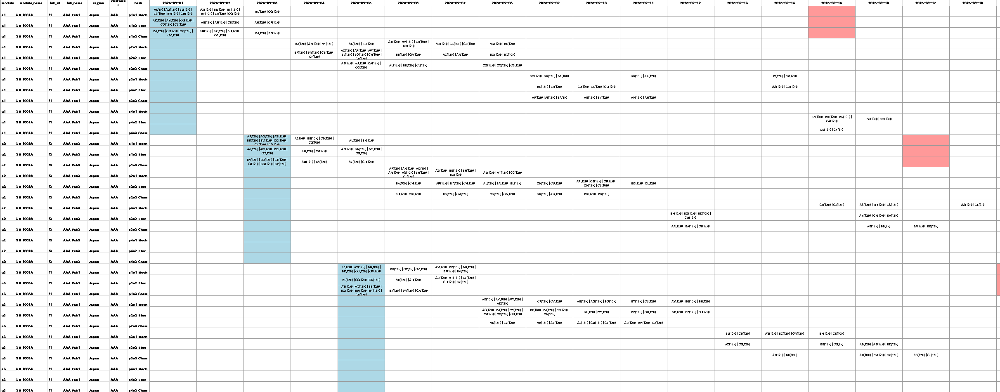 module module_name fab_id fab_name region custome task 2025-09-01 2025-09-02 2025-09-03 2025-09-04 2025-09-05 2025-09-06 2025-09-07 2025-09-08 2025-09-09 2025-09-10 2025-09-11 2025-09-12 2025-09-13 2025-09-14 2025-09-15 2025-09-16 2025-09-17 2025-09-18
r
AL(8H) | AQ(12H) | BL(12H) | AX(12H) | BL(12H) | BN(12H) |
e1 SU 1001A f1 AAA Fab1 Japan AAA p1o1 Mech BS(10H) | BV(12H) | CM(12H) BP(12H) | BR(12H) | CG(12H) BL(12H) | CG(12H)
AK(12H) | AM(12H) | CG(12H) |
e1 SU 1001A f1 AAA Fab1 Japan AAA p1o2 Elec CO(12H) | CZ(12H) AB(12H) | AF(12H) | CD(12H) AN(12H) | CR(12H)
BJ(12H) | CK(12H) | CV(12H) | AM(12H) | AZ(12H) | BU(12H) |
e1 SU 1001A f1 AAA Fab1 Japan AAA p1o3 Chem CY(12H) CQ(12H) BJ(12H) | DB(12H)
AT(12H) | AV(12H) | BN(10H) |
e1 SU 1001A f1 AAA Fab1 Japan AAA p2o1 Mech AJ(12H) | AK(10H) | AY(12H) AK(12H) | BE(12H) BO(12H) AO(12H) | CC(10H) | CE(10H) AQ(12H) | BL(12H)
BF(12H) | BW(12H) | CB(12H) | AC(12H) | AP(12H) | AW(12H) |
BJ(12H) | BO(12H) | CH(10H) |
e1 SU 1001A f1 AAA Fab1 Japan AAA p2o2 Elec CF(12H) CU(12H) BU(12H) | CP(12H) AC(12H) | AR(12H) BO(12H) | BX(10H)
AE(12H) | AJ(12H) | CA(12H) |
e1 SU 1001A f1 AAA Fab1 Japan AAA p2o3 Chem CQ(12H) AU(12H) | BE(12H) | CL(12H) CQ(12H) | CX(12H) | CZ(12H)
e1 SU 1001A f1 AAA Fab1 Japan AAA p3o1 Mech AO(12H) | AX(12H) | BZ(10H) AS(10H) | AX(12H) BD(12H) | BY(12H)
e1 SU 1001A f1 AAA Fab1 Japan AAA p3o2 Elec BE(12H) | BH(12H) CJ(10H) | CL(12H) | CU(12H) AA(12H) | CO(10H)
e1 SU 1001A f1 AAA Fab1 Japan AAA p3o3 Chem AF(12H) | AI(12H) | BA(8H) AE(12H) | BV(12H) AH(12H) | AN(12H)
e1 SU 1001A f1 AAA Fab1 Japan AAA p4o1 Mech
BK(10H) | BM(12H) | BR(10H) |
e1 SU 1001A f1 AAA Fab1 Japan AAA p4o2 Elec CA(12H) BS(10H) | CO(10H)
e1 SU 1001A f1 AAA Fab1 Japan AAA p4o3 Chem CE(12H) | CY(8H)
AF(12H) | AQ(12H) | AS(12H) | AI(10H) | BB(10H) | CD(12H) |
BR(12H) | BV(12H) | CO(10H) |
e2 SU 1002A f3 AAA Fab3 Japan AAA p1o1 Mech CX(12H) | DA(12H) CG(10H) AL(12H) | BK(12H)
AJ(12H) | AP(12H) | BO(12H) | AD(12H) | AN(12H) | BP(12H) |
e2 SU 1002A f3 AAA Fab3 Japan AAA p1o2 Elec CC(12H) AH(12H) | BY(12H) CG(12H)
BA(12H) | BQ(12H) | BT(12H) |
e2 SU 1002A f3 AAA Fab3 Japan AAA p1o3 Chem CI(12H) | CQ(12H) | CV(12H) AM(12H) | BA(12H) AZ(12H) | CN(12H)
AF(12H) | AK(12H) | AO(8H) | AZ(12H) | BG(12H) | BH(12H) |
AR(10H) | AS(10H) | BH(12H) |
e2 SU 1002A f3 AAA Fab3 Japan AAA p2o1 Mech CF(12H) BO(12H) AE(12H) | AT(12H) | CC(12H)
AP(12H) | CB(12H) | CF(12H) |
e2 SU 1002A f3 AAA Fab3 Japan AAA p2o2 Elec BA(10H) | CN(12H) AP(12H) | BY(12H) | CH(12H) AL(12H) | BA(12H) | BU(12H) CH(12H) | CU(12H) CH(12H) | CS(10H) BQ(12H) | CL(12H)
e2 SU 1002A f3 AAA Fab3 Japan AAA p2o3 Chem AJ(12H) | CQ(12H) BA(12H) | CM(12H) CA(12H) | CB(12H) AD(12H) | AG(12H) BQ(12H) | BS(12H)
e2 SU 1002A f3 AAA Fab3 Japan AAA p3o1 Mech CH(12H) | CJ(12H) AS(12H) | BP(12H) | CS(12H) AA(12H) | CE(8H)
BH(12H) | BQ(12H) | BZ(10H) |
e2 SU 1002A f3 AAA Fab3 Japan AAA p3o2 Elec CW(12H) AM(12H) | CK(10H) | DA(12H)
e2 SU 1002A f3 AAA Fab3 Japan AAA p3o3 Chem AA(12H) | BA(12H) | CL(12H) AB(12H) | BD(8H) BA(12H) | BK(12H)
e2 SU 1002A f3 AAA Fab3 Japan AAA p4o1 Mech
e2 SU 1002A f3 AAA Fab3 Japan AAA p4o2 Elec
e2 SU 1002A f3 AAA Fab3 Japan AAA p4o3 Chem
AI(12H) | AT(12H) | BN(10H) | AV(12H) | BB(10H) | BN(12H) |
e3 SU 1003A f1 AAA Fab1 Japan AAA p1o1 Mech BR(12H) | CO(12H) | CP(12H) BK(12H) | CT(8H) | CY(12H) BR(12H) | BV(12H)
AS(12H) | AT(12H) | BZ(12H) |
e3 SU 1003A f1 AAA Fab1 Japan AAA p1o2 Elec BL(12H) | CC(12H) | CR(12H) AH(12H) | AN(12H) CU(12H) | CZ(12H)
AS(12H) | AX(12H) | BB(12H) |
BQ(12H) | BW(12H) | BY(12H) |
e3 SU 1003A f1 AAA Fab1 Japan AAA p1o3 Chem CB(12H) BJ(12H) | BW(12H) | CX(12H)
AK(10H) | AV(10H) | AW(12H) |
e3 SU 1003A f1 AAA Fab1 Japan AAA p2o1 Mech AZ(12H) CF(12H) | CV(12H) AB(12H) | AQ(12H) | BO(10H) BT(12H) | CS(12H) AY(12H) | BG(10H) | BN(12H)
AC(12H) | BJ(12H) | BW(12H) | BF(10H) | BJ(12H) | BX(12H) |
e3 SU 1003A f1 AAA Fab1 Japan AAA p2o2 Elec BY(12H) | CP(12H) | CU(12H) CN(10H) AL(12H) | BW(12H) BB(12H) | CH(12H) BT(12H) | CB(12H) | CJ(12H)
e3 SU 1003A f1 AAA Fab1 Japan AAA p2o3 Chem AD(12H) | BV(12H) AB(12H) | AE(12H) AJ(12H) | CM(12H) | CZ(12H) AE(12H) | BW(12H) | CJ(12H)
e3 SU 1003A f1 AAA Fab1 Japan AAA p3o1 Mech BL(10H) | CD(12H) AS(12H) | BC(12H) | CW(12H) BH(12H) | CD(10H)
e3 SU 1003A f1 AAA Fab1 Japan AAA p3o2 Elec AZ(12H) | CG(12H) BE(12H) | CG(8H) AD(12H) | AE(12H) | BZ(12H)
e3 SU 1003A f1 AAA Fab1 Japan AAA p3o3 Chem AF(12H) | BD(10H) AU(10H) | BV(12H) | CG(12H) AC(12H) | CL(12H)
e3 SU 1003A f1 AAA Fab1 Japan AAA p4o1 Mech
e3 SU 1003A f1 AAA Fab1 Japan AAA p4o2 Elec
e3 SU 1003A f1 AAA Fab1 Japan AAA p4o3 Chem